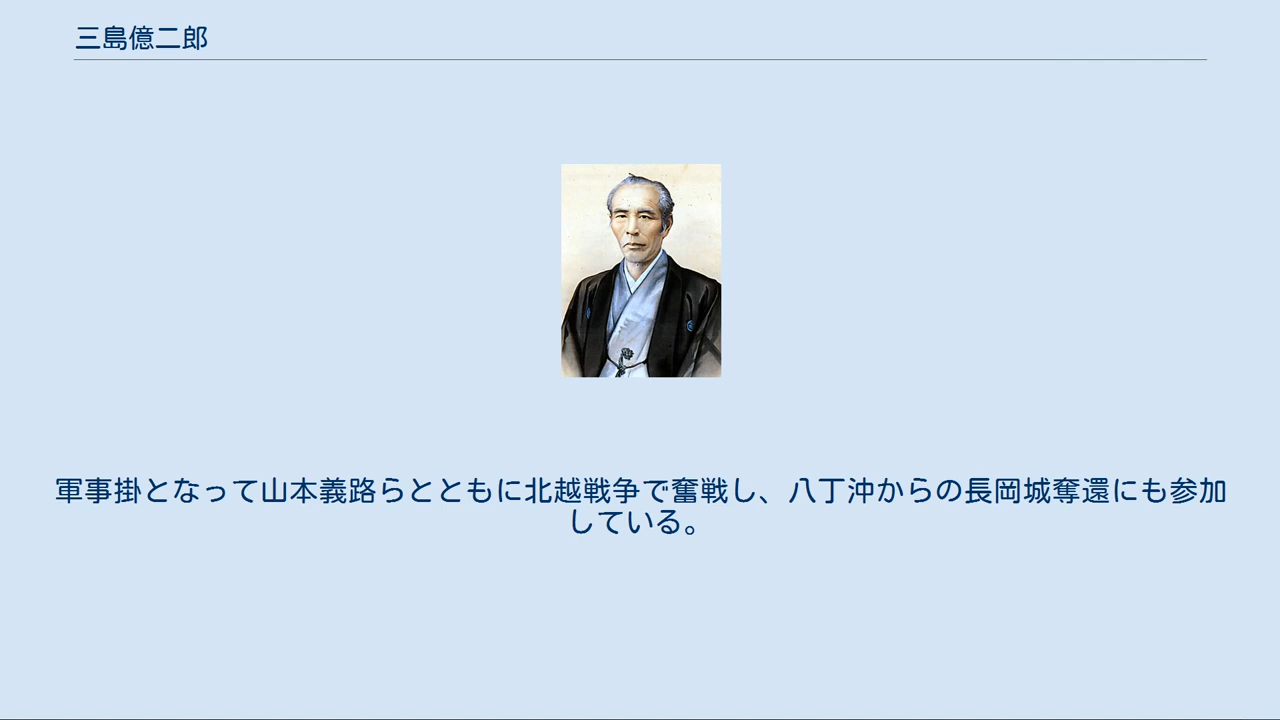 三島億二郎
軍事掛となって山本義路らとともに北越戦争で奮戦し、八丁沖からの長岡城奪還にも参加
している。